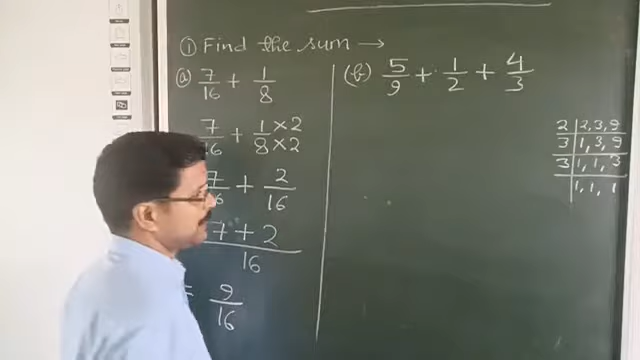 ① Find the sum →
ⓐ 7/16 + 1/8
7/16 + 1×2/8×2
7/16 + 2/16
7 + 2/16
= 9/16
(b) 5/9 + 1/2 + 4/3
2 | 2, 3, 9
3 | 1, 3, 9
3 | 1, 1, 3
1, 1, 1